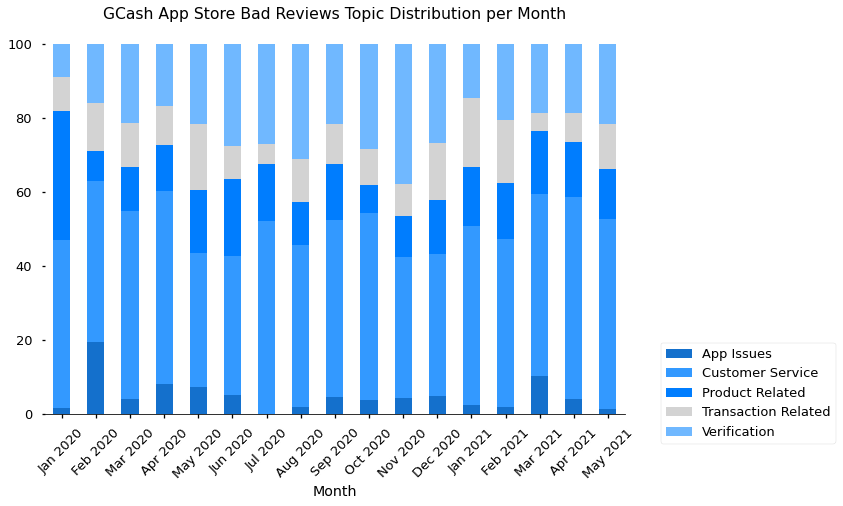 GCash App Store Bad Reviews Topic Distribution per Month
100
80
60
40
20
0
App Issues
Customer Service
Product Related
Transaction Related
Verification
Jan 2020
Feb 2020
Mar 2020
Apr 2020
May 2020
Jun 2020
Jul 2020
Aug 2020
Sep 2020
Oct 2020
Nov 2020
Dec 2020
Jan 2021
Feb 2021
Mar 2021
Apr 2021
May 2021
Month